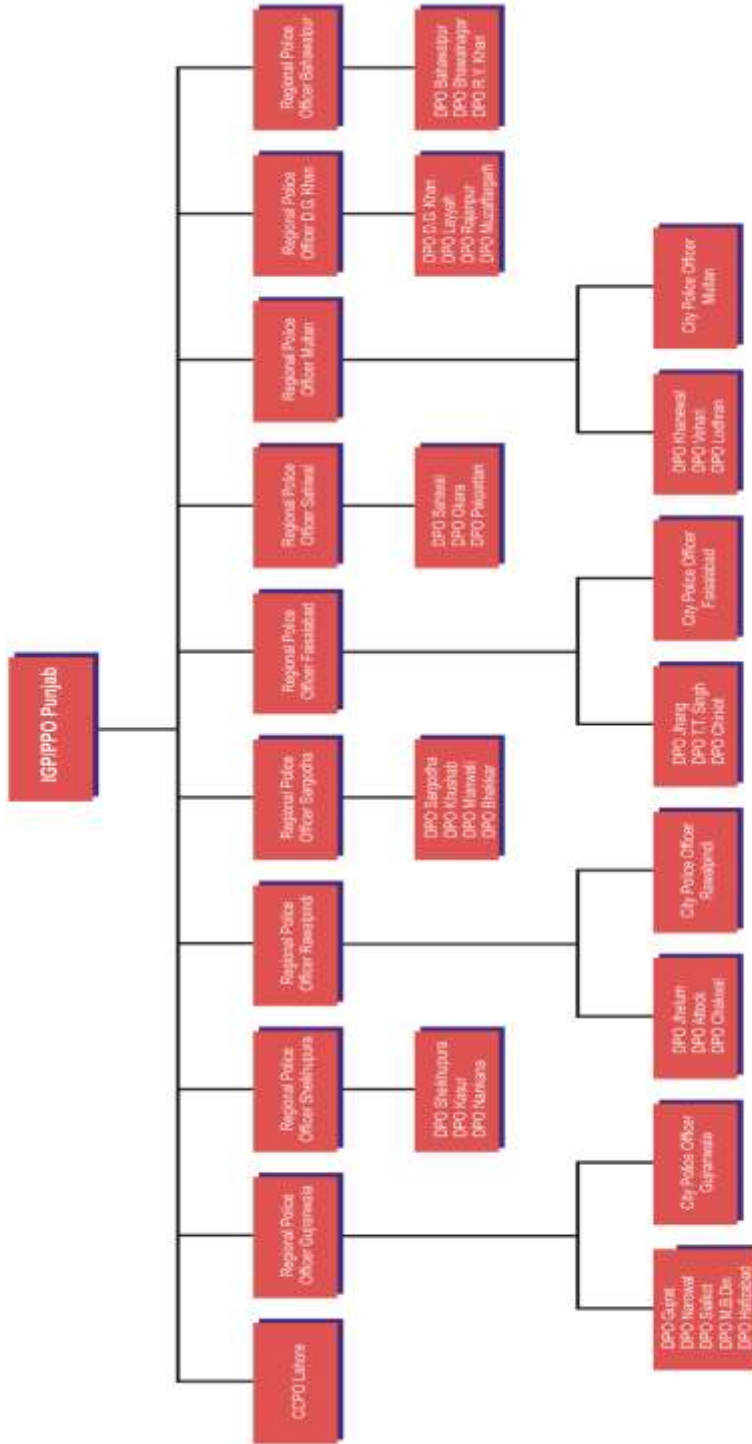 IGP/PPO Punjab
CCPO Lahore
Regional Police
Officer Gujranwala
Regional Police
Officer Sheikhupura
Regional Police
Officer Rawalpindi
Regional Police
Officer Sargodha
Regional Police
Officer Faisalabad
Regional Police
Officer Sahiwal
Regional Police
Officer Multan
Regional Police
Officer D.G. Khan
Regional Police
Officer Bahawalpur
DPO Sheikhupura
DPO Kasur
DPO Nankana
DPO Sargodha
DPO Khushab
DPO Mianwali
DPO Bhakkar
DPO Sahiwal
DPO Okara
DPO Pakpattan
DPO D.G. Khan
DPO Layyah
DPO Rajanpur
DPO Muzaffargarh
DPO Bahawalpur
DPO Bhawalnagar
DPO R.Y. Khan
DPO Gujrat
DPO Narowal
DPO Sialkot
DPO M.B.Din
DPO Hafizabad
City Police Officer
Gujranwala
DPO Jhelum
DPO Attock
DPO Chakwal
City Police Officer
Rawalpindi
DPO Jhang
DPO T.T. Singh
DPO Chiniot
City Police Officer
Faisalabad
DPO Khanewal
DPO Vehari
DPO Lodhran
City Police Officer
Multan